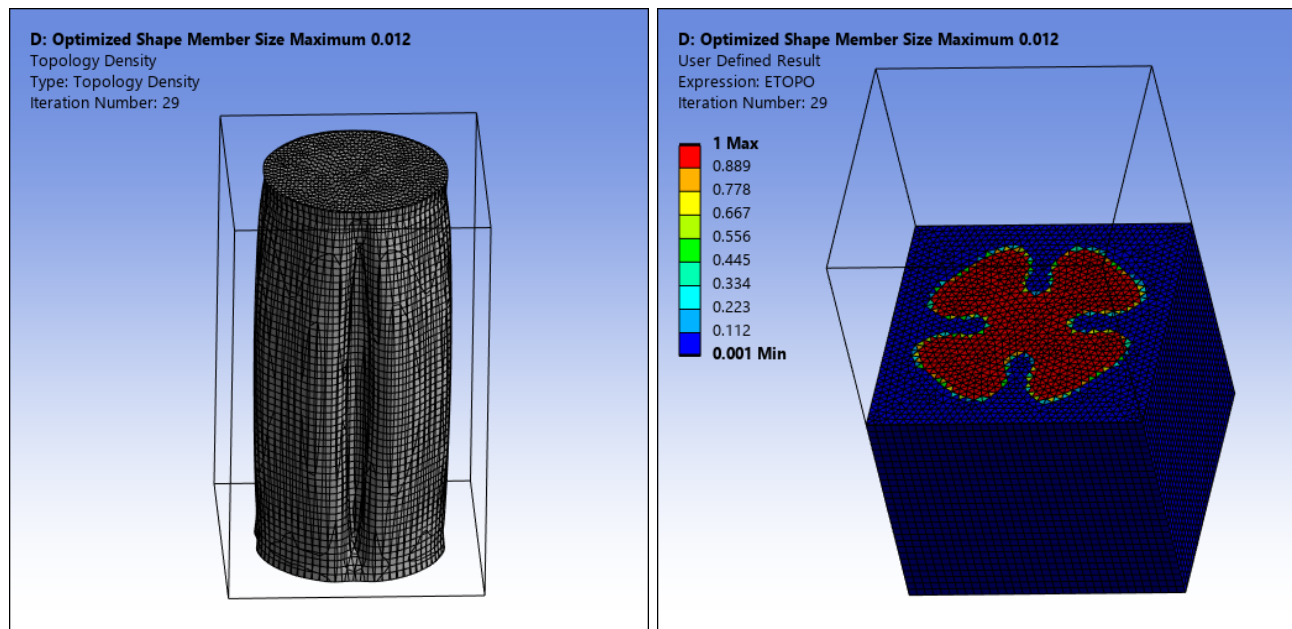 D: Optimized Shape Member Size Maximum 0.012
Topology Density
Type: Topology Density
Iteration Number: 29
D: Optimized Shape Member Size Maximum 0.012
User Defined Result
Expression: ETOPO
Iteration Number: 29
1 Max
0.889
0.778
0.667
0.556
0.445
0.334
0.223
0.112
0.001 Min